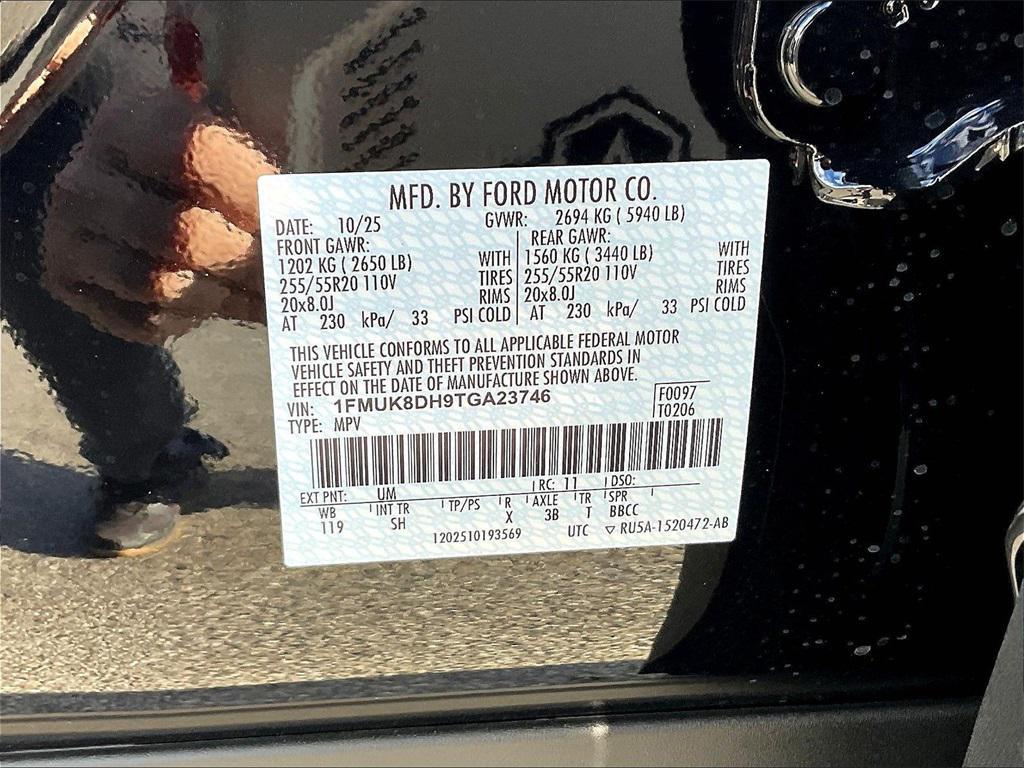 MFD. BY FORD MOTOR CO.
DATE: 10/25 GVWR: 2694 KG ( 5940 LB)
FRONT GAWR: REAR GAWR:
1202 KG ( 2650 LB) WITH 1560 KG ( 3440 LB) WITH
255/55R20 110V TIRES 255/55R20 110V TIRES
20x8.0J RIMS 20x8.0J RIMS
AT 230 kPa/ 33 PSI COLD AT 230 kPa/ 33 PSI COLD
THIS VEHICLE CONFORMS TO ALL APPLICABLE FEDERAL MOTOR
VEHICLE SAFETY AND THEFT PREVENTION STANDARDS IN
EFFECT ON THE DATE OF MANUFACTURE SHOWN ABOVE.
VIN: 1FMUK8DH9TGA23746 F0097
TYPE: MPV T0206
EXT PNT: UM RC: 11 DSO:
WB INT TR TP/PS R AXLE TR SPR
119 SH X 3B T BBCC
1202510193569 UTC ▽ RU5A-1520472-AB